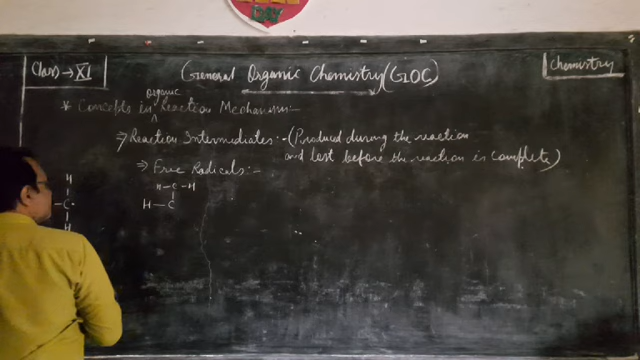 Class → XI
General Organic Chemistry (GOC)
Chemistry
organic
* Concepts in ^ Reaction Mechanism:-
⇒ Reaction Intermediates:- (Produced during the reaction
and lost before the reaction is complete)
⇒ Free Radicals:-
H
H-C-H
-C·
H-C
H